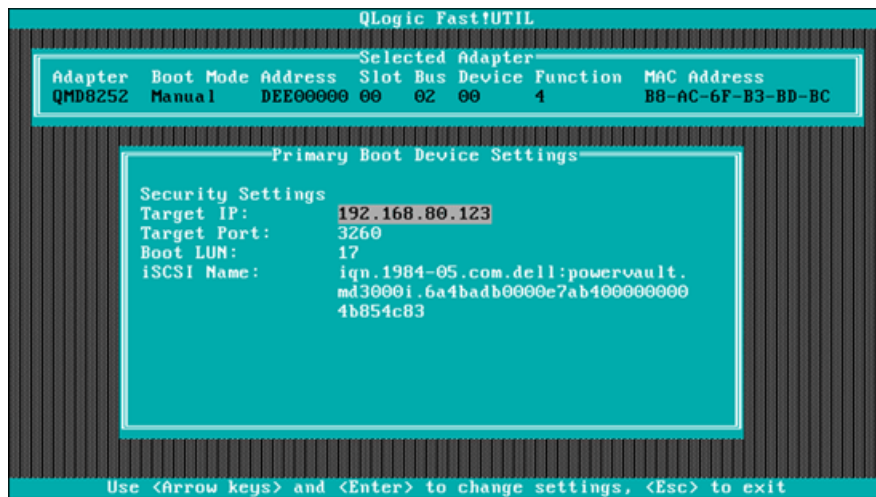 QLogic Fast!UTIL
Selected Adapter
Adapter Boot Mode Address Slot Bus Device Function MAC Address
QMD8252 Manual DEE00000 00 02 00 4 B8-AC-6F-B3-BD-BC
Primary Boot Device Settings
Security Settings
Target IP: 192.168.80.123
Target Port: 3260
Boot LUN: 17
iSCSI Name: iqn.1984-05.com.dell:powervault.
md3000i.6a4badb0000e7ab400000000
4b854c83
Use <Arrow keys> and <Enter> to change settings, <Esc> to exit